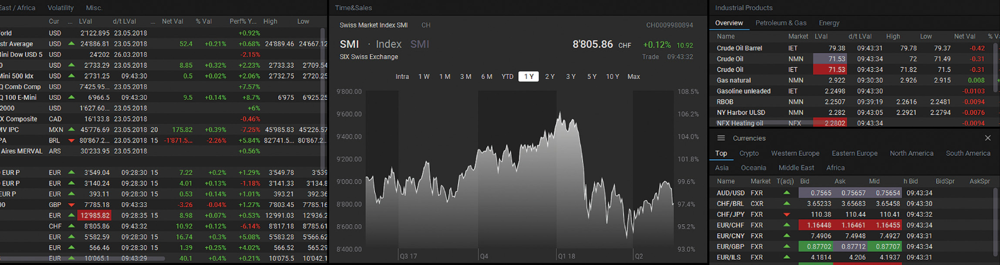 East / Africa Volatility Misc.
Cur ... LVal d/t LVal ... Net Val % Val Perf% Y... High Low
orld USD 2'122.895 23.05.2018 +0.92%
str Average USD 24'886.81 23.05.2018 52.4 +0.21% +0.68% 24'889.46 24'667.12
Mini Dow USD 5 USD 24'202 26.03.2018 -2.15%
0 USD 2'733.29 23.05.2018 8.85 +0.32% +2.23% 2'733.33 2'709.54
Mini 500 Idx USD 2'731.25 09:43:30 0.5 +0.02% +2.06% 2'732.75 2'720.25
Q Comb Comp USD 7'425.95... 23.05.2018 +7.57%
Q 100 E-Mini USD 6'966.5 09:43:30 9.5 +0.14% +8.7% 6'975 6'925.25
2000 USD 1'627.60... 23.05.2018 +6%
X Composite CAD 16'133.8 23.05.2018 -0.46%
MV IPC MXN 45'776.69 23.05.2018 20 175.82 +0.39% -7.25% 45'985.83 45'226.57
PA BRL 80'867.2... 23.05.2018 15 -1'871.5... -2.26% +5.84% 82'741.5... 80'867.2...
Aires MERVAL ARS 30'233.95 23.05.2018 +0.56%
EUR P EUR 3'549.04 09:28:30 15 7.22 +0.2% +1.29% 3'549.78 3'539
EUR P EUR 3'140.24 09:28:30 15 4.01 +0.13% -1.18% 3'141.33 3'134.8
EUR P EUR 393.11 09:28:30 15 0.53 +0.14% +1.01% 393.21 392.36
00 GBP 7'785.18 09:43:33 -3.26 -0.04% +1.27% 7'803.45 7'785.16
EUR 12'985.82 09:28:35 15 8.98 +0.07% +0.53% 12'991.03 12'936.2
CHF 8'805.86 09:43:32 10.92 +0.12% -6.14% 8'817.18 8'785.61
EUR 5'582.59 09:28:30 15 16.74 +0.3% +5.08% 5'583.28 5'566.62
EUR 566.46 09:28:30 15 1.39 +0.25% +4.02% 566.52 565.29
EUR 10'065.1 09:43:29 40.1 +0.4% +0.21% 10'075.5 10'042.1
Time&Sales
Swiss Market Index SMI CH CH0009980894
SMI · Index SMI 8'805.86 CHF +0.12% 10.92
SIX Swiss Exchange Trade 09:43:32
Intra 1 W 1 M 3 M 6 M YTD 1 Y 2 Y 3 Y 5 Y 10 Y Max
9'800.00 108.5%
9'600.00 106.2%
9'400.00 104.0%
9'200.00 101.8%
9'000.00 99.6%
8'800.00 97.4%
8'600.00 95.2%
8'400.00 93.0%
Q3 17 Q4 Q1 18 Q2
Industrial Products
Overview Petroleum & Gas Energy
Name Market LVal d/t LVal High Low Net Val % Va
Crude Oil Barrel IET 79.38 09:43:31 79.78 79.37 -0.42
Crude Oil NMN 71.53 09:43:34 72 71.49 -0.31
Crude Oil IET 71.53 09:43:34 71.82 71.5 -0.31
Gas natural NMN 2.922 09:30:30 2.926 2.915 0.008 +
Gasoline unleaded IET 2.2498 09:43:30 -0.0103
RBOB NMN 2.2507 09:39:19 2.2616 2.2481 -0.0094
NY Harbor ULSD NMN 2.282 09:43:05 2.2921 2.2794 -0.0076
NFX Heating oil NFX 2.2802 09:43:34 -0.0094
Currencies
Top Crypto Western Europe Eastern Europe North America South America
Asia Oceania Middle East Africa
Name Market T(adj) Bid Ask Mid h Bid BidSpr AskSpr
AUD/USD FXR 0.7565 0.75657 0.75654 09:43:34
CHF/BRL CXR 3.65233 3.65683 3.65458 09:43:30
CHF/JPY FXR 110.38 110.44 110.41 09:43:32
EUR/CHF FXR 1.16448 1.16461 1.16455 09:43:34
EUR/CNY FXR 7.4906 7.4948 7.4927 09:43:31
EUR/GBP FXR 0.87702 0.87712 0.87707 09:43:34
EUR/ILS FXR 4.1814 4.206 4.1937 09:43:31